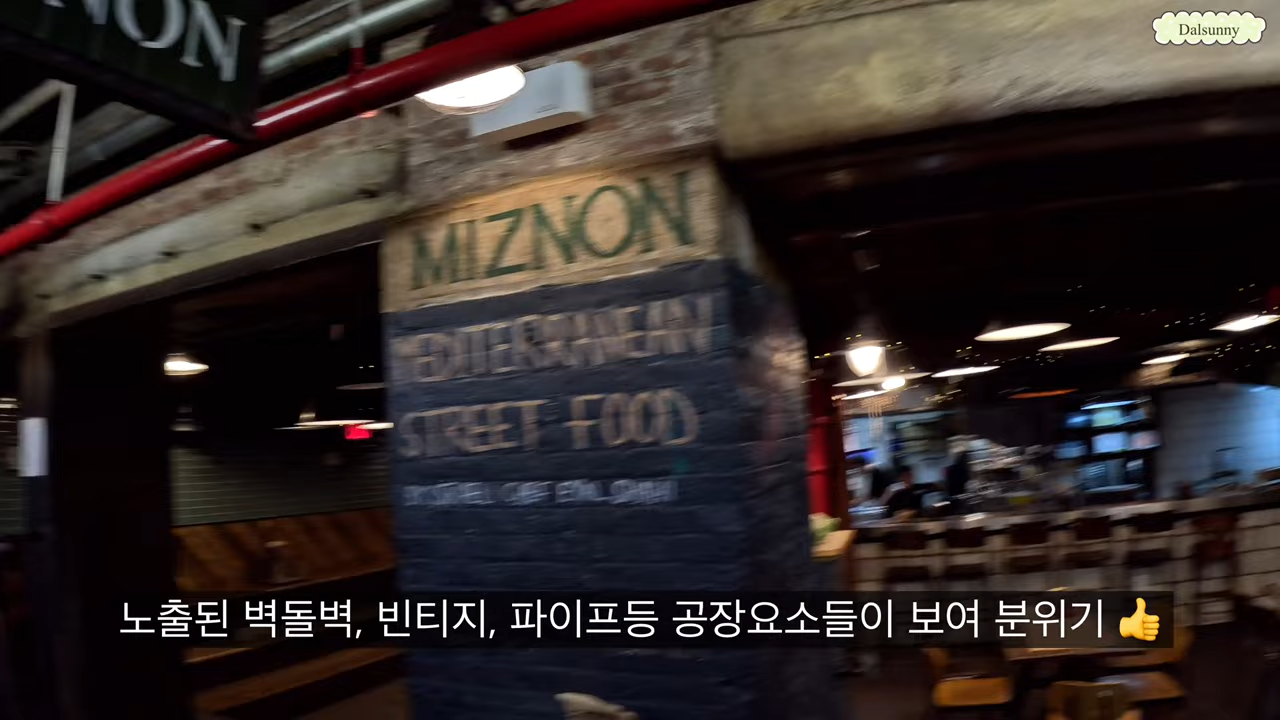 NON
Dalsunny
MIZNON
MEDITERRANEAN
STREET FOOD
노출된 벽돌벽, 빈티지, 파이프등 공장요소들이 보여 분위기 👍